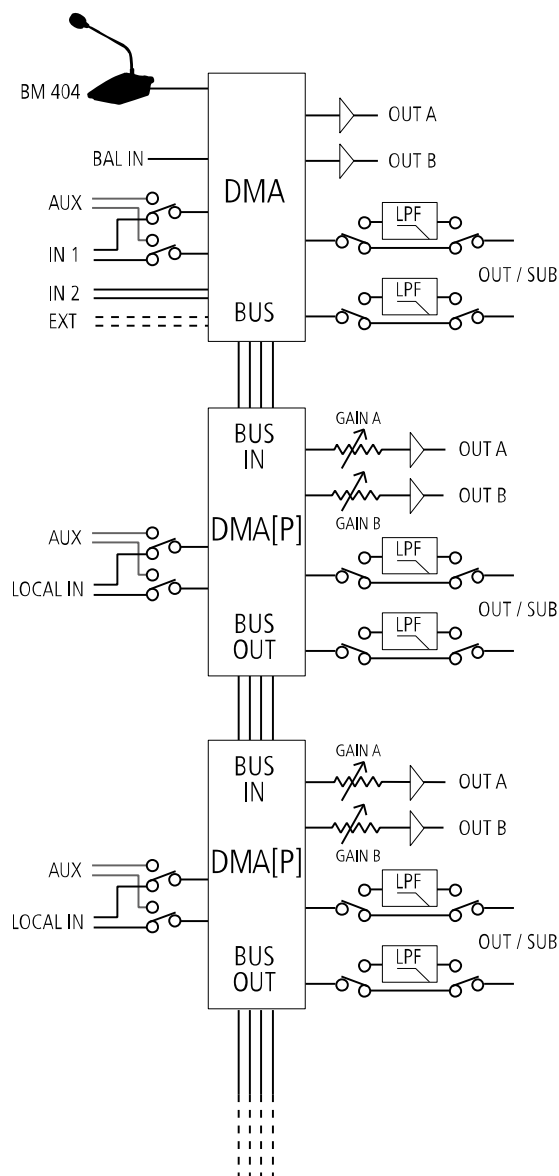 BM 404
OUT A
BAL IN
OUT B
DMA
AUX
LPF
IN 1
OUT / SUB
IN 2
LPF
EXT
BUS
BUS
IN
GAIN A
OUT A
OUT B
GAIN B
DMA[P]
AUX
LPF
LOCAL IN
OUT / SUB
BUS
OUT
LPF
BUS
IN
GAIN A
OUT A
OUT B
GAIN B
DMA[P]
AUX
LPF
LOCAL IN
OUT / SUB
BUS
OUT
LPF